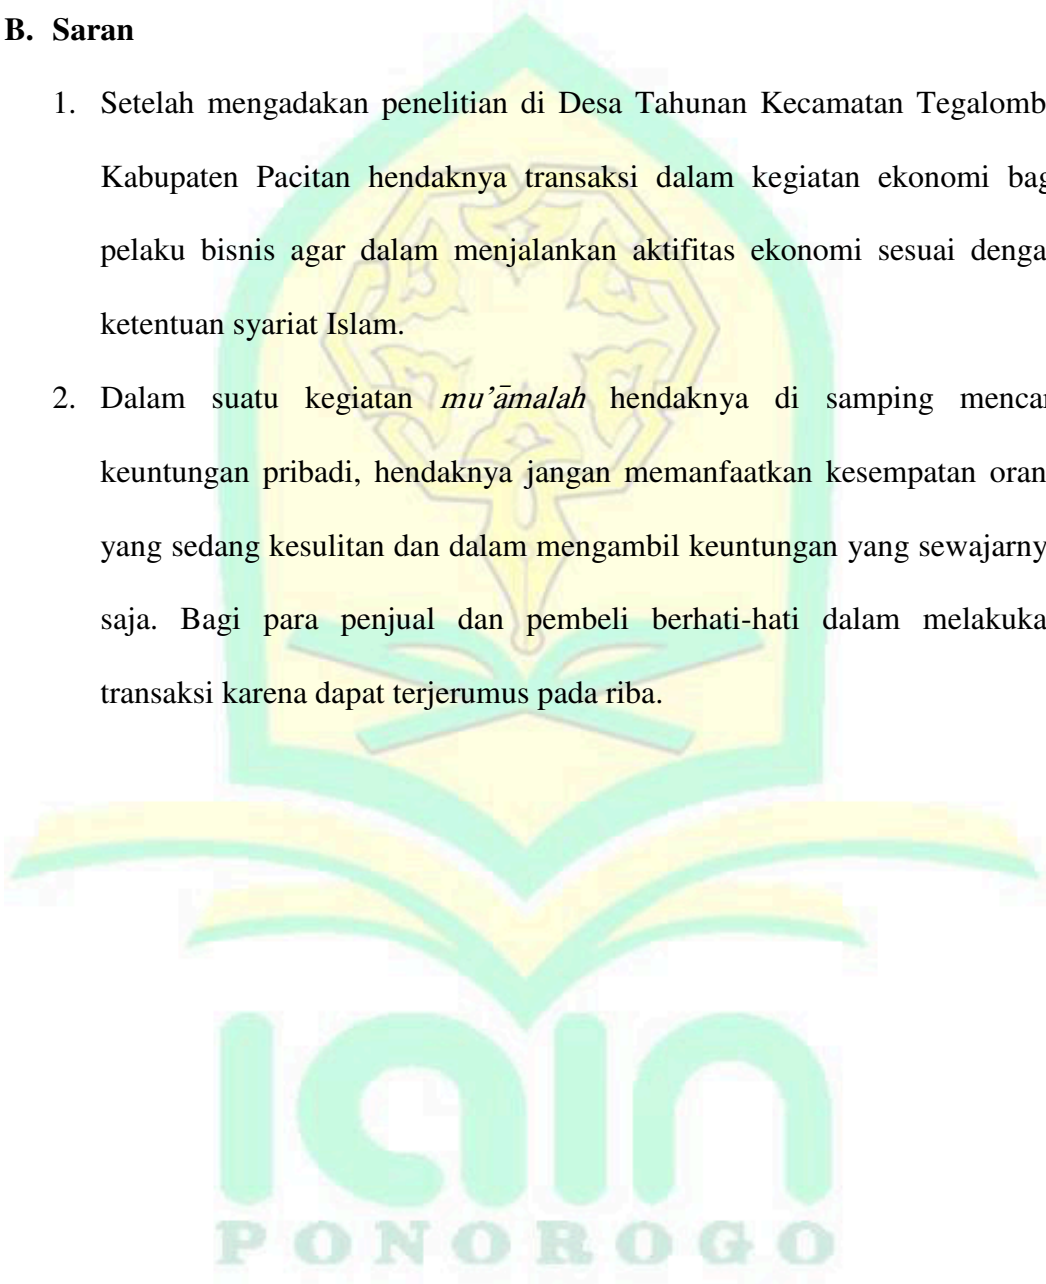 B. Saran
1. Setelah mengadakan penelitian di Desa Tahunan Kecamatan Tegalomb
Kabupaten Pacitan hendaknya transaksi dalam kegiatan ekonomi bag
pelaku bisnis agar dalam menjalankan aktifitas ekonomi sesuai denga
ketentuan syariat Islam.
2. Dalam suatu kegiatan mu'āmalah hendaknya di samping mencar
keuntungan pribadi, hendaknya jangan memanfaatkan kesempatan oran
yang sedang kesulitan dan dalam mengambil keuntungan yang sewajarny
saja. Bagi para penjual dan pembeli berhati-hati dalam melakuka
transaksi karena dapat terjerumus pada riba.
iain
PONOROGO